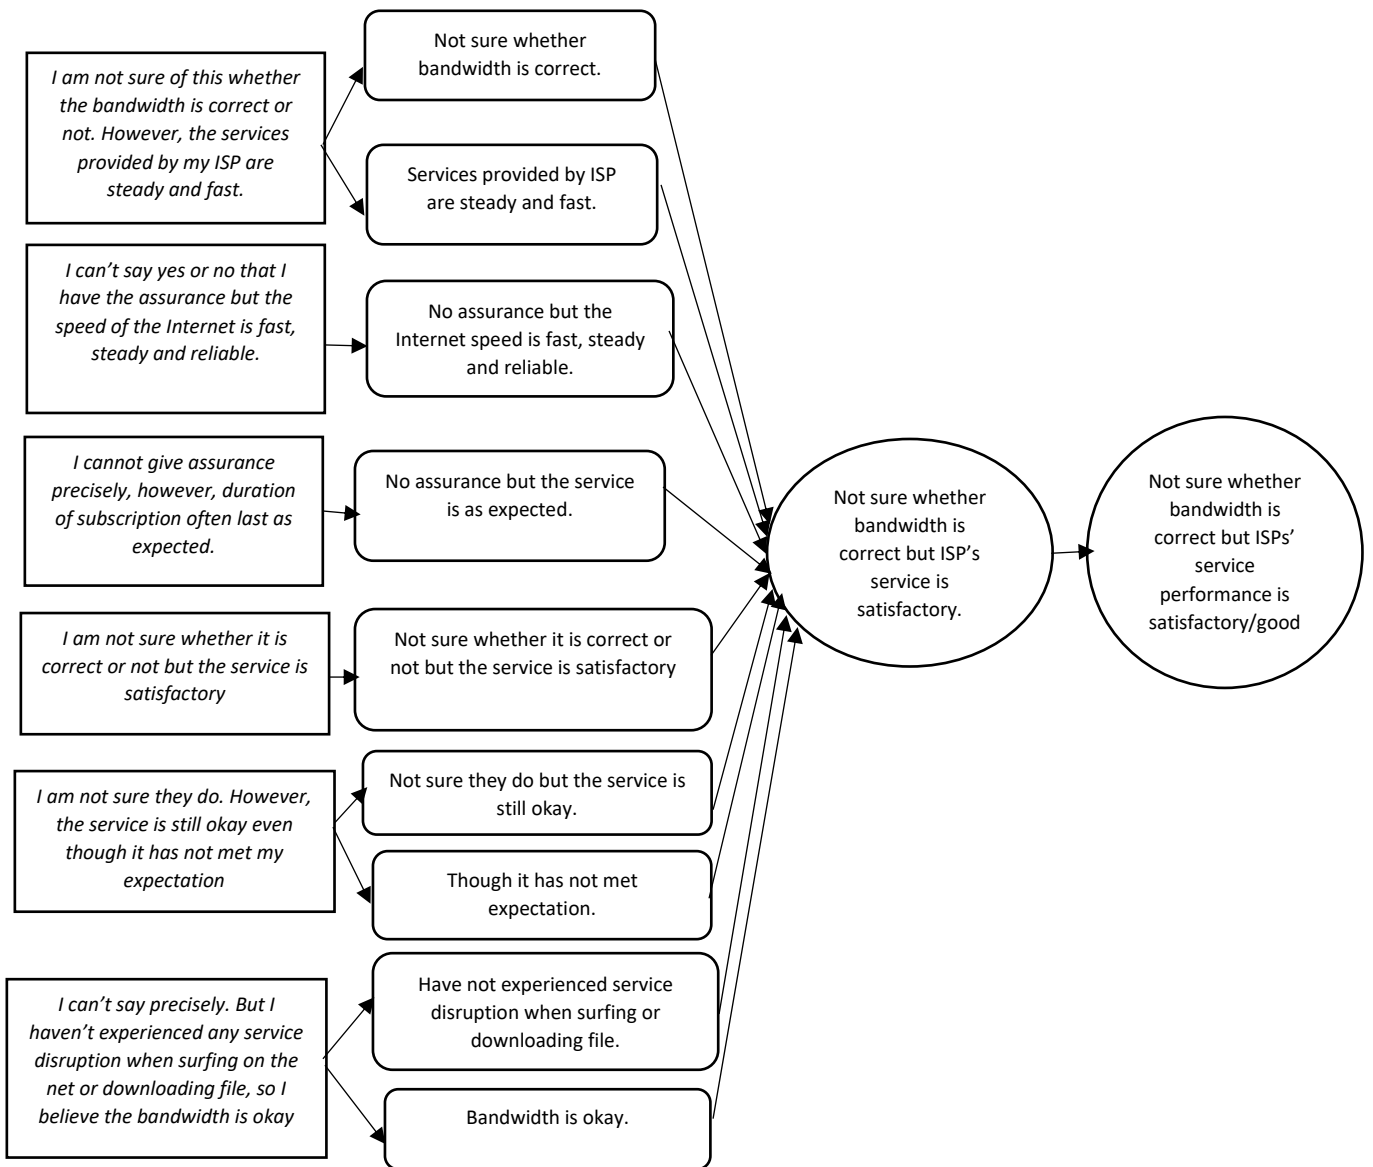 I am not sure of this whether
the bandwidth is correct or
not. However, the services
provided by my ISP are
steady and fast.
Not sure whether
bandwidth is correct.
Services provided by ISP
are steady and fast.
I can't say yes or no that I
have the assurance but the
speed of the Internet is fast,
steady and reliable.
No assurance but the
Internet speed is fast, steady
and reliable.
I cannot give assurance
precisely, however, duration
of subscription often last as
expected.
No assurance but the service
is as expected.
I am not sure whether it is
correct or not but the service is
satisfactory
Not sure whether it is correct or
not but the service is satisfactory
I am not sure they do. However,
the service is still okay even
though it has not met my
expectation
Not sure they do but the service is
still okay.
Though it has not met
expectation.
I can't say precisely. But I
haven't experienced any service
disruption when surfing on the
net or downloading file, so I
believe the bandwidth is okay
Have not experienced service
disruption when surfing or
downloading file.
Bandwidth is okay.
Not sure whether
bandwidth is
correct but ISP's
service is
satisfactory.
Not sure whether
bandwidth is
correct but ISPs'
service
performance is
satisfactory/good